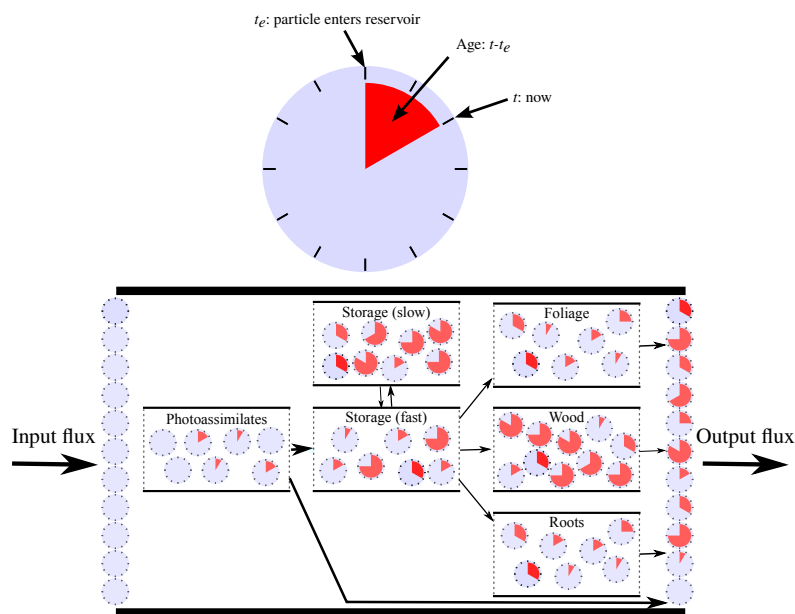 t_e: particle enters reservoir
Age: t-t_e
t: now
Storage (slow)
Foliage
Photoassimilates
Storage (fast)
Wood
Input flux
Output flux
Roots